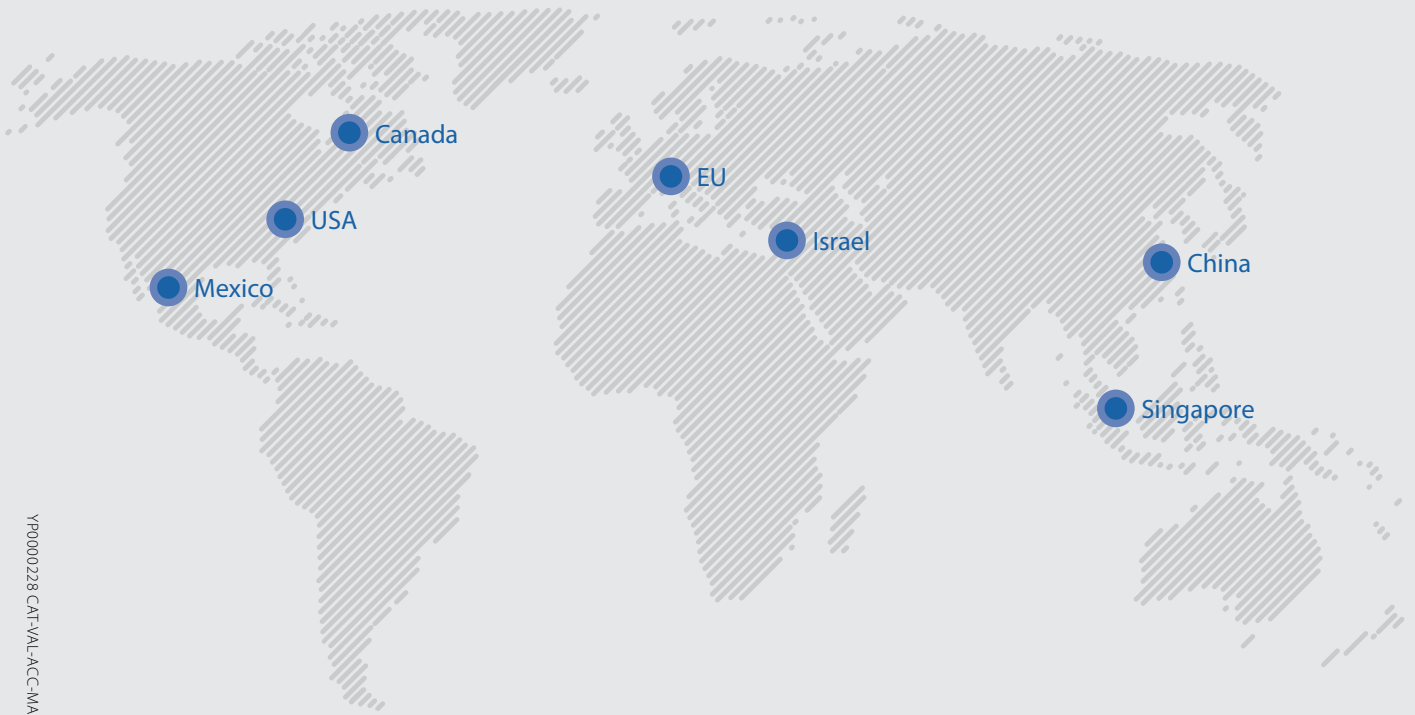 Canada
EU
USA
Israel
China
Mexico
Singapore
YP0000228 CAT-VAL-ACC-MA